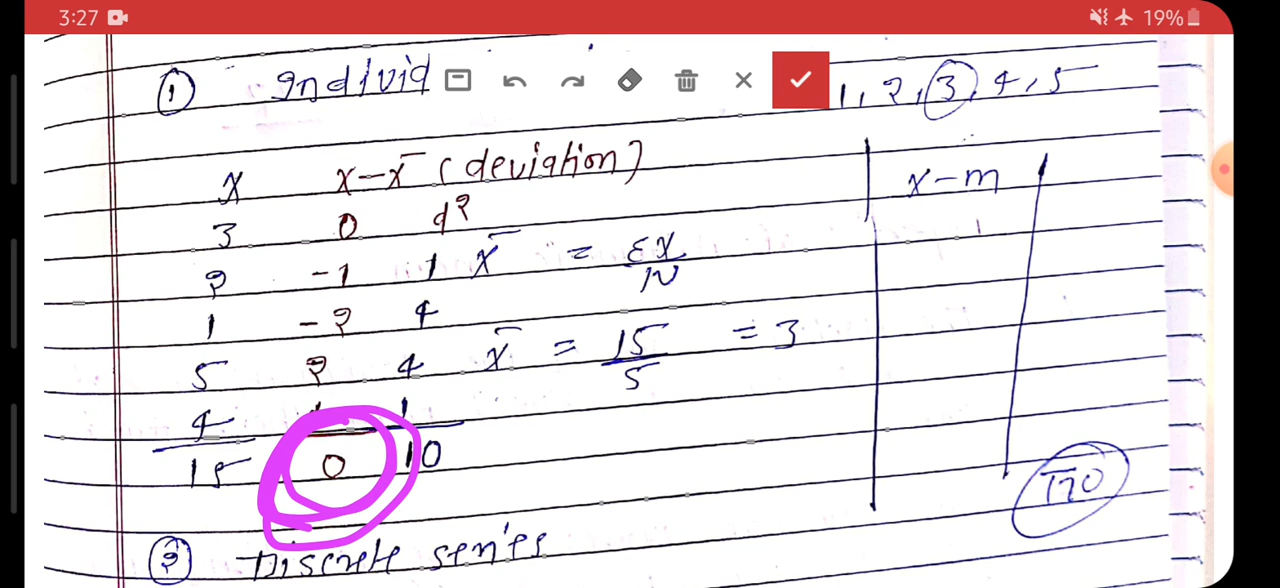 3:27 19%
① Individ 1, 2, 3, 4, 5
x x-x̄ (deviation) x-m
3 0 d2
2 -1 1 x̄ = ΣX/N
1 -2 4
5 2 4 x̄ = 15/5 = 3
4 1 1
15 0 10
② Discrete series